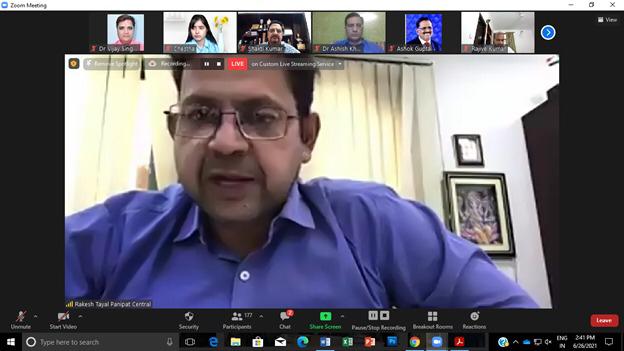 Zoom Meeting
View
Dr Vijay Sing...
Shakti Kumar
Dr Ashish Kh...
Ashok Gupta
Rajive Kumar
Remove Spotlight
Recording...
LIVE
on Custom Live Streaming Service
Rakesh Tayal Panipat Central
Unmute
Start Video
Security
Participants
177
Chat
Share Screen
Pause/Stop Recording
Breakout Rooms
Reactions
Leave
Type here to search
ENG
IN
2:41 PM
6/26/2021